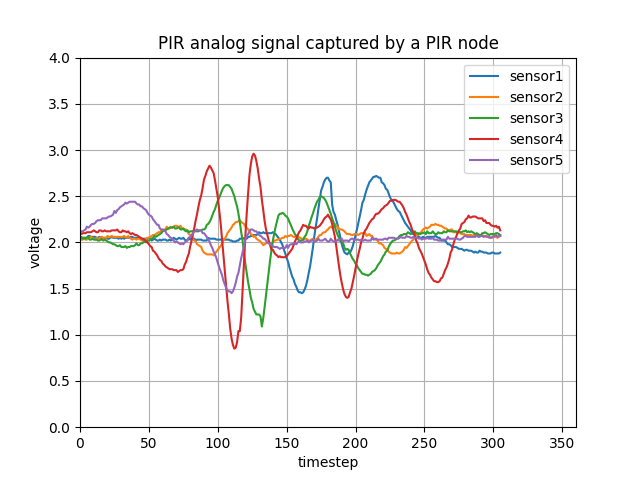 PIR analog signal captured by a PIR node
4.0
3.5
3.0
2.5
2.0
1.5
1.0
0.5
0.0
voltage
sensor1
sensor2
sensor3
sensor4
sensor5
0 50 100 150 200 250 300 350
timestep